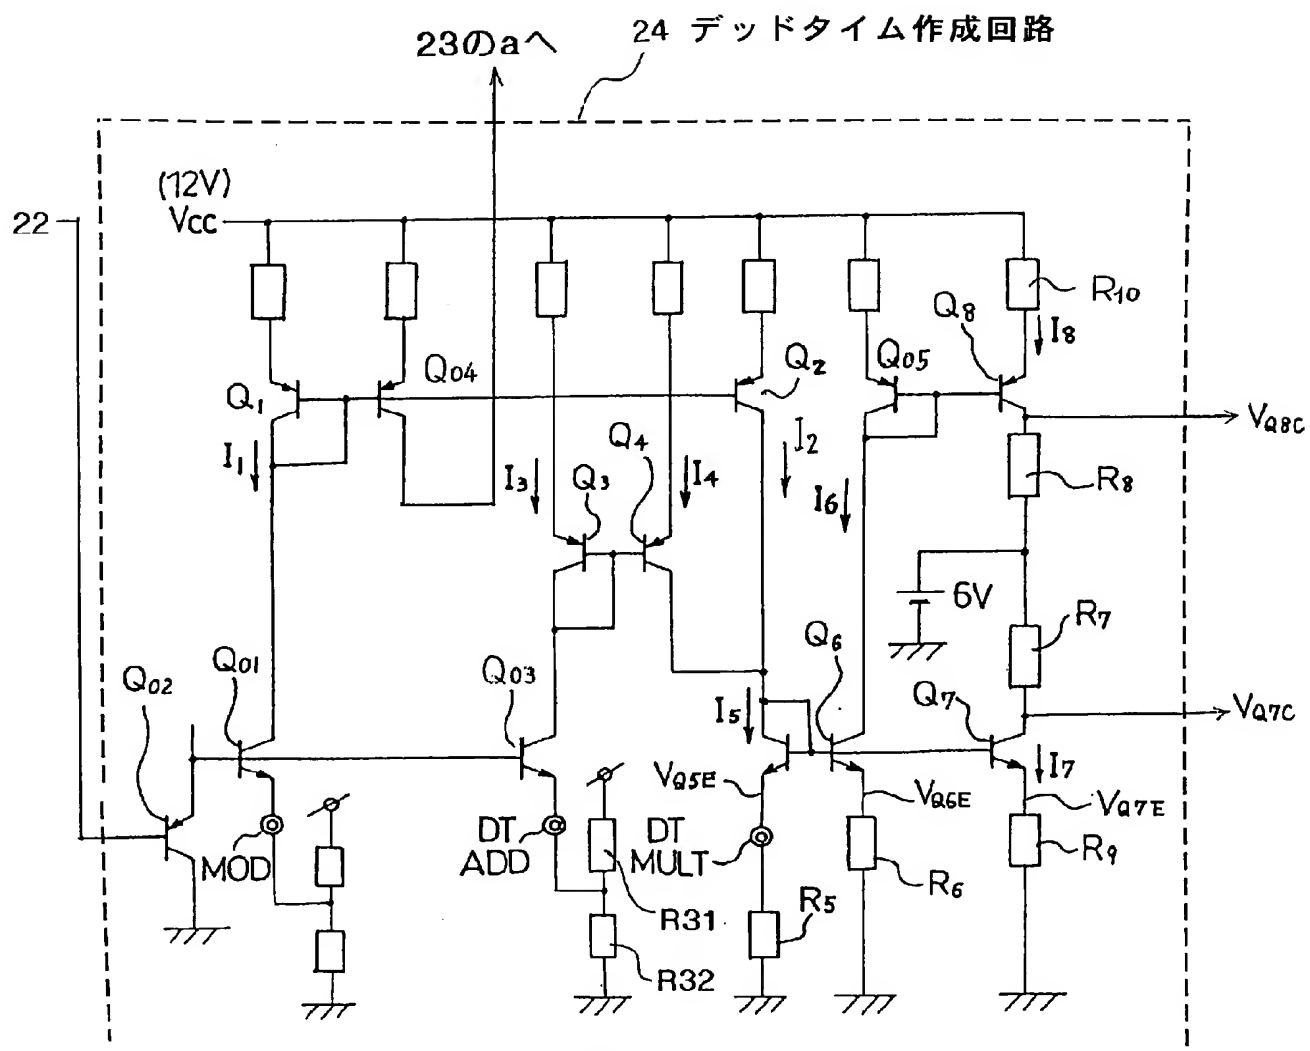 24 デッドタイム作成回路
23のaへ
(12V)
22
Vcc
R10
Q8
I8
Q1
Q04
Q2
Q05
VQ8C
I1
I3
Q3
Q4
I4
I2
I6
R8
6V
R7
Q02
Q01
Q03
I5
Q6
Q7
VQ7C
VQ5E
VQ6E
I7
VQ7E
MOD
DT
ADD
DT
MULT
R9
R6
R5
R31
R32